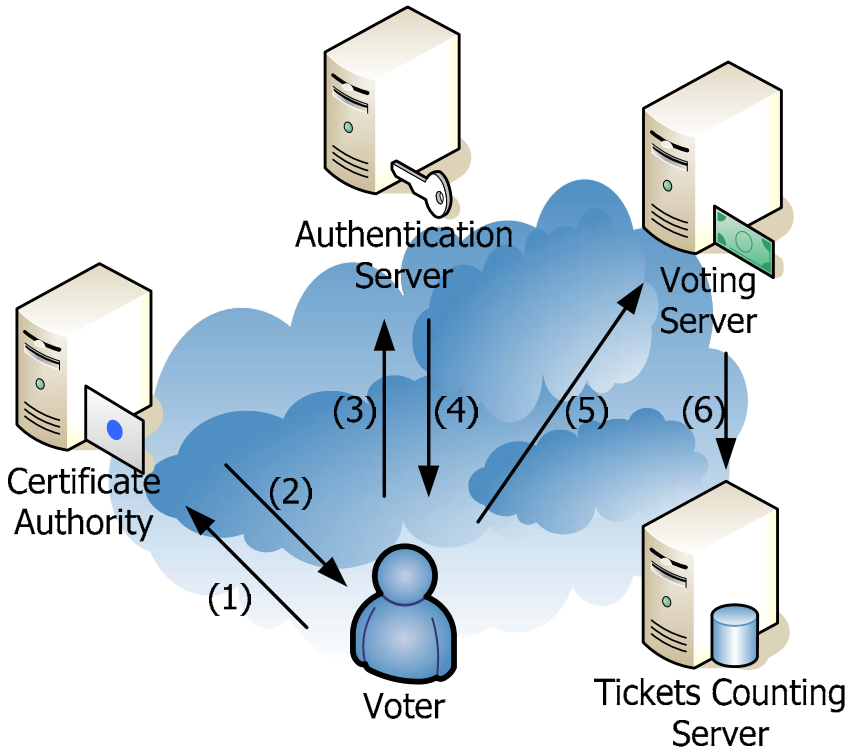 Authentication
Server
Voting
Server
(3)
(4)
(5)
(6)
Certificate
Authority
(2)
(1)
Voter
Tickets Counting
Server